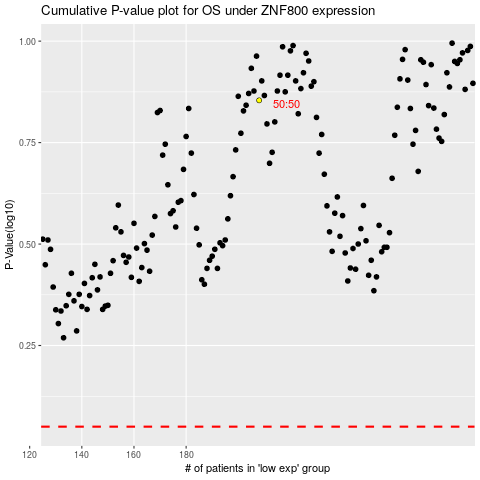 Cumulative P-value plot for OS under ZNF800 expression
1.00
0.75
0.50
0.25
P-Value(log10)
50:50
120 140 160 180
# of patients in 'low exp' group